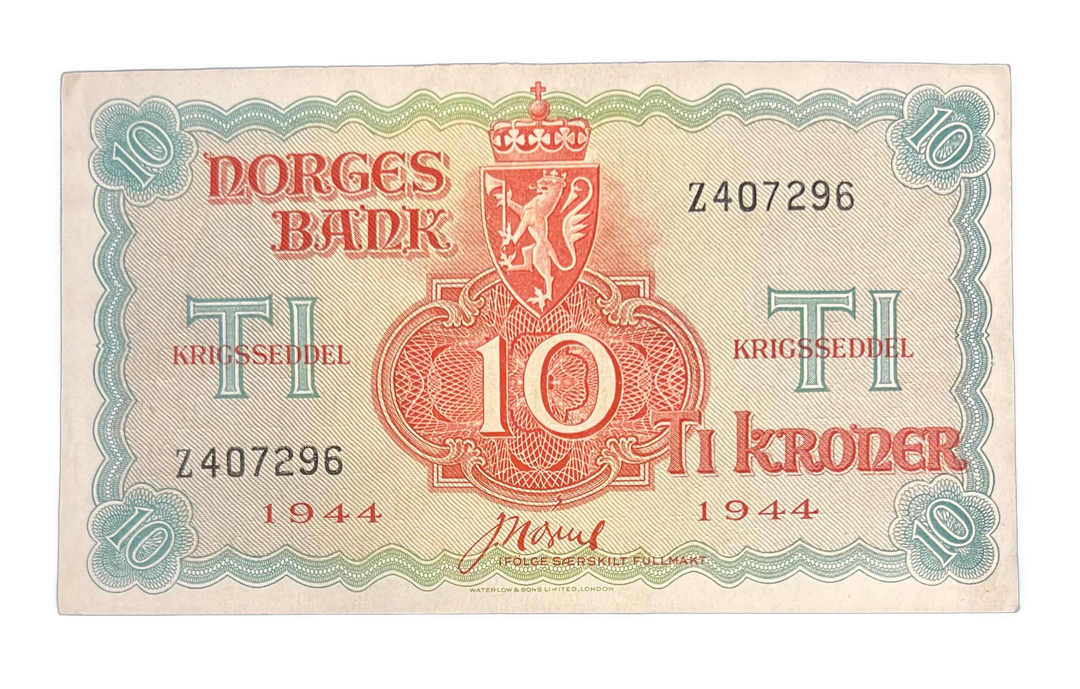 10
10
NORGES
BANK
Z407296
TI
TI
KRIGSSEDDEL
KRIGSSEDDEL
10
TI KRONER
Z407296
1944
1944
10
10
IFØLGE SÆRSKILT FULLMAKT
WATERLOW & SONS LIMITED, LONDON